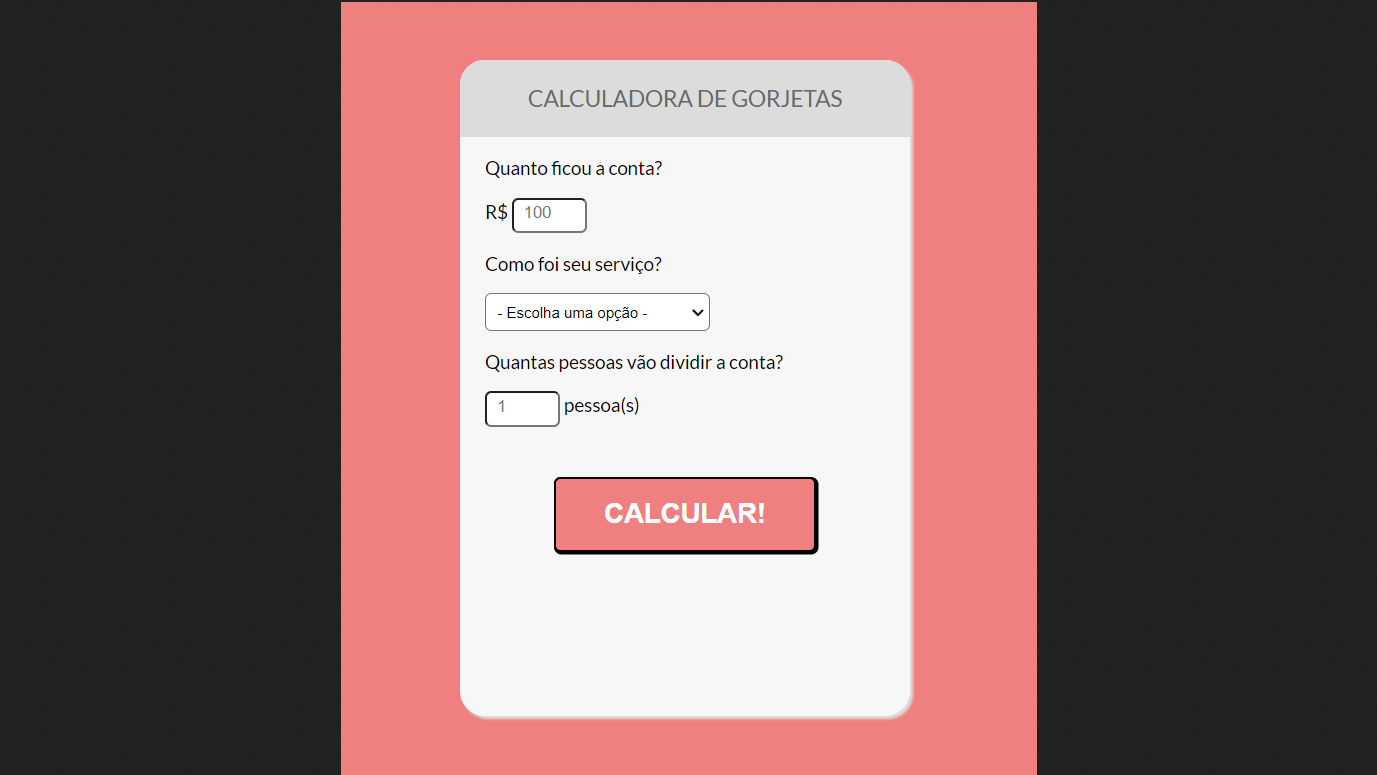 CALCULADORA DE GORJETAS
Quanto ficou a conta?
R$ 100
Como foi seu serviço?
- Escolha uma opção -
Quantas pessoas vão dividir a conta?
1 pessoa(s)
CALCULAR!